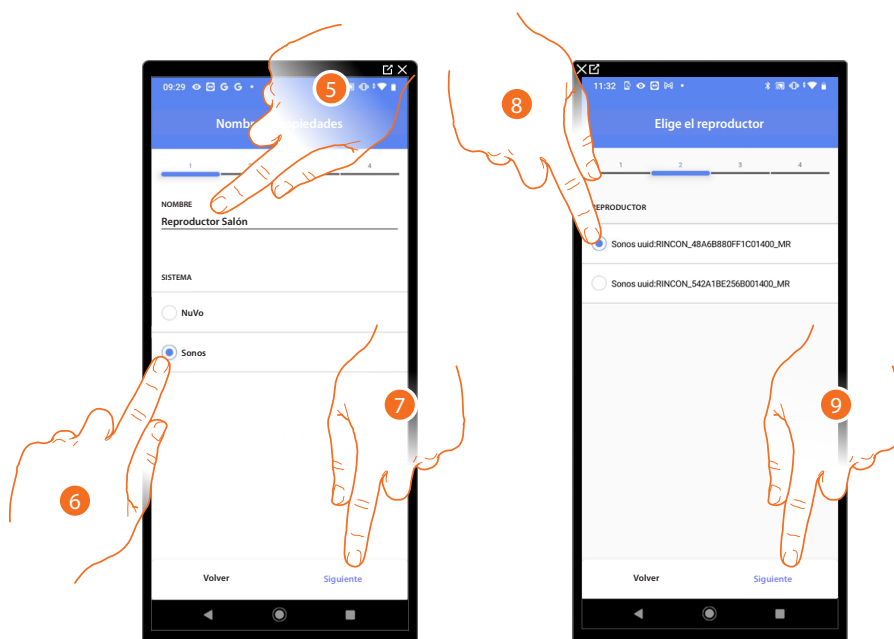 5
09:29 G G
Nombre propiedades
1 4
NOMBRE
Reproductor Salón
SISTEMA
NuVo
Sonos
6
7
Volver Siguiente
8
11:32
Elige el reproductor
1 2 3 4
REPRODUCTOR
Sonos uuid:RINCON_48A6B880FF1C01400_MR
Sonos uuid:RINCON_542A1BE256B001400_MR
9
Volver Siguiente